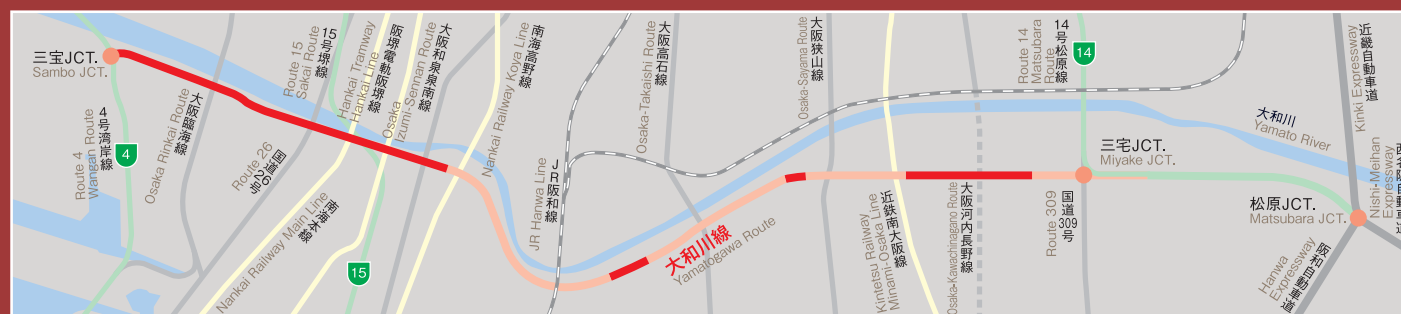 三宝JCT.
Sambo JCT.
4号湾岸線
Route 4
Wangan Route
4
大阪臨海線
Osaka Rinkai Route
国道26号
Route 26
15号堺線
Route 15
Sakai Route
阪堺電軌阪堺線
Hankai Tramway
Hankai Line
大阪和泉泉南線
Osaka
Izumi-Sennan Route
南海本線
Nankai Railway Main Line
15
南海高野線
Nankai Railway Koya Line
JR阪和線
JR Hanwa Line
大阪高石線
Osaka-Takaishi Route
大和川線
Yamatogawa Route
大阪狭山線
Osaka-Sayama Route
近鉄南大阪線
Kintetsu Railway
Minami-Osaka Line
大阪河内長野線
Osaka-Kawachinagano Route
14号松原線
Route 14
Matsubara
Route
14
三宅JCT.
Miyake JCT.
国道309号
Route 309
大和川
Yamato River
松原JCT.
Matsubara JCT.
近畿自動車道
Kinki Expressway
Nishi-Meihan
Expressway
阪和自動車道
Hanwa
Expressway